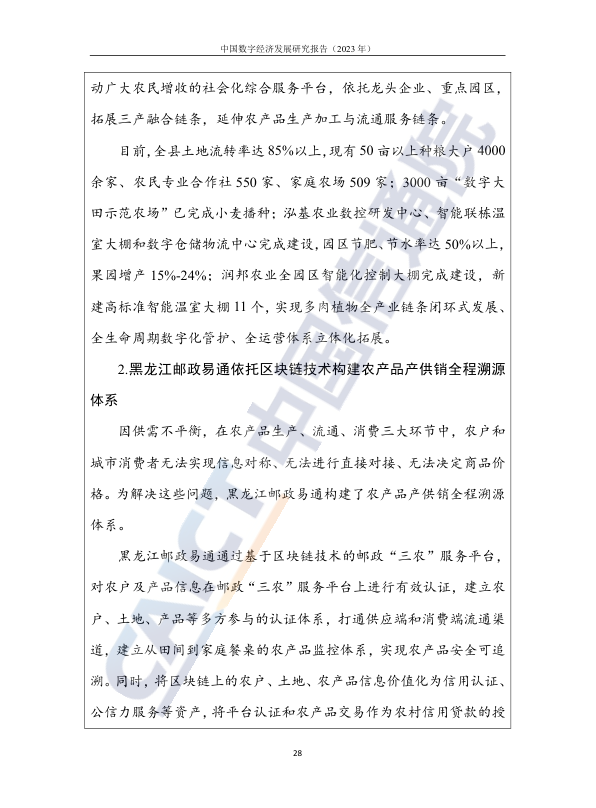 中国数字经济发展研究报告（2023 年）
动广大农民增收的社会化综合服务平台，依托龙头企业、重点园区，
拓展三产融合链条，延伸农产品生产加工与流通服务链条。
目前,全县土地流转率达 85%以上,现有 50 亩以上种粮大户 4000
余家、农民专业合作社 550 家、家庭农场 509 家；3000 亩“数字大
田示范农场”已完成小麦播种；泓基农业数控研发中心、智能联栋温
室大棚和数字仓储物流中心完成建设,园区节肥、节水率达 50%以上,
果园增产 15%-24%；润邦农业全园区智能化控制大棚完成建设，新
建高标准智能温室大棚 11 个，实现多肉植物全产业链条闭环式发展、
全生命周期数字化管护、全运营体系立体化拓展。
2.黑龙江邮政易通依托区块链技术构建农产品产供销全程溯源
体系
因供需不平衡，在农产品生产、流通、消费三大环节中，农户和
城市消费者无法实现信息对称、无法进行直接对接、无法决定商品价
格。为解决这些问题，黑龙江邮政易通构建了农产品产供销全程溯源
体系。
黑龙江邮政易通通过基于区块链技术的邮政“三农”服务平台，
对农户及产品信息在邮政“三农”服务平台上进行有效认证，建立农
户、土地、产品等多方参与的认证体系，打通供应端和消费端流通渠
道，建立从田间到家庭餐桌的农产品监控体系，实现农产品安全可追
溯。同时，将区块链上的农户、土地、农产品信息价值化为信用认证、
公信力服务等资产，将平台认证和农产品交易作为农村信用贷款的授
28
CAICT 中国信通院